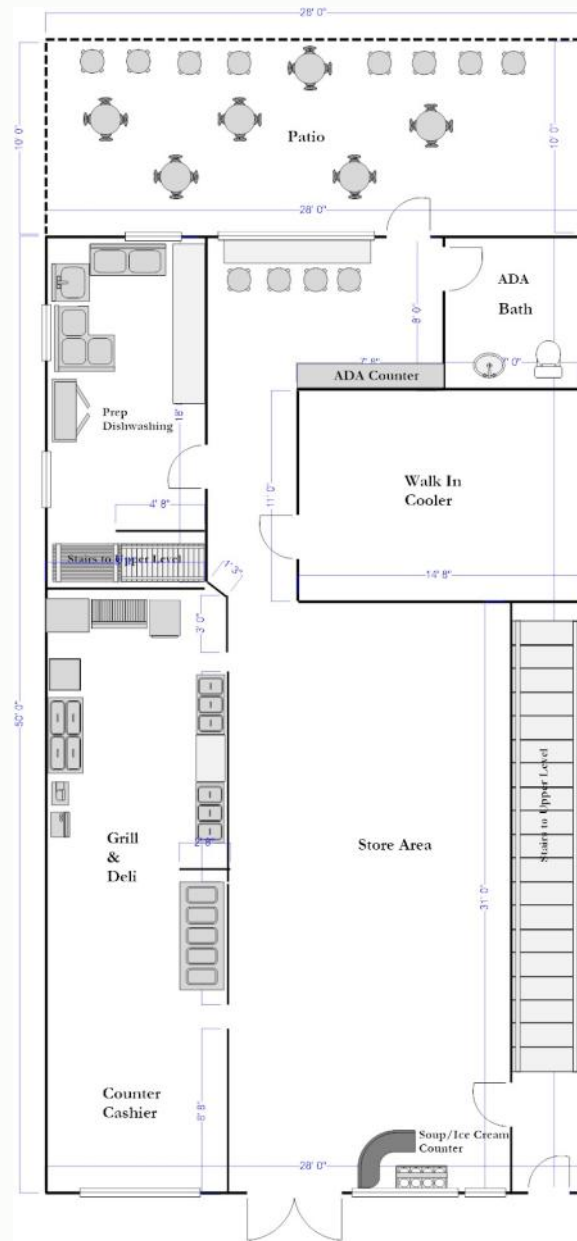 28' 0"
10' 0"
10' 0"
Patio
28' 0"
ADA
Bath
8' 0"
7' 8"
ADA Counter
Prep
Dishwashing
4' 8"
Walk In
Cooler
11' 0"
14' 8"
Stairs to Upper Level
1' 3"
3' 0"
50' 0"
Grill
&
Deli
Store Area
31' 0"
Stairs to Upper Level
Counter
Cashier
8' 8"
Soup/Ice Cream
Counter
28' 0"